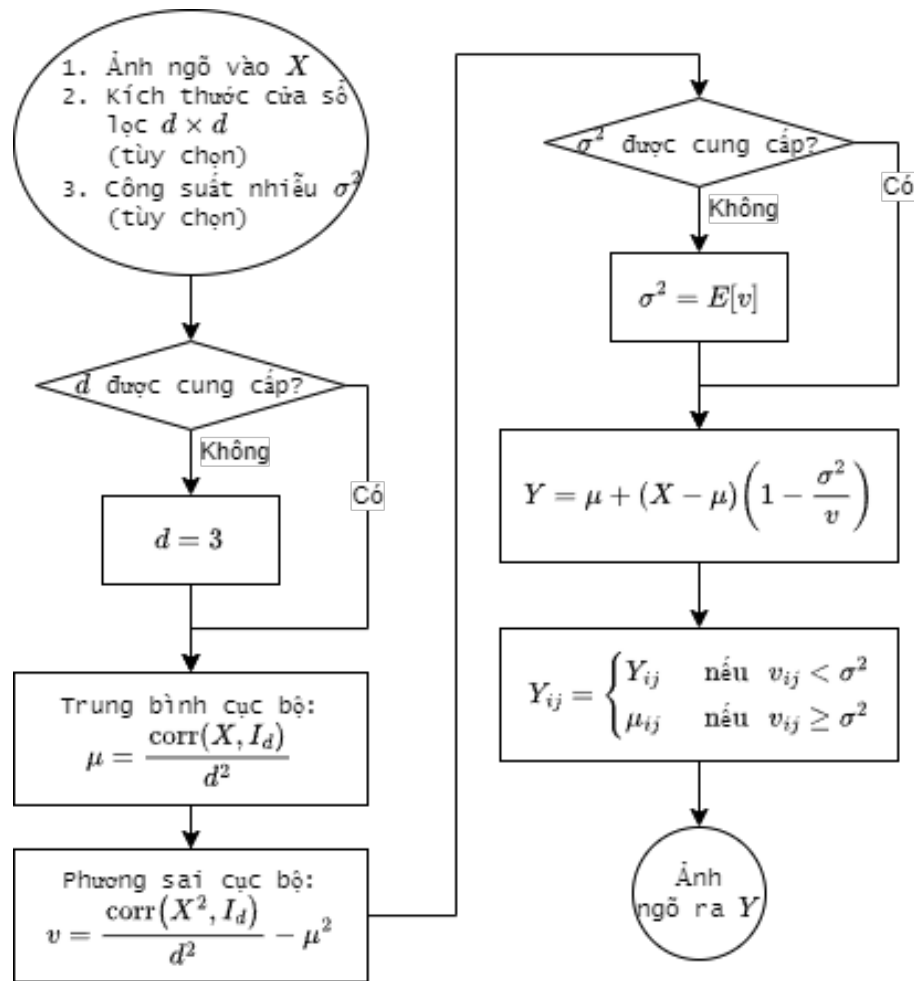 1. Ảnh ngõ vào X
2. Kích thước cửa sổ
lọc d × d
(tùy chọn)
3. Công suất nhiễu σ²
(tùy chọn)
d được cung cấp?
Không
Có
d = 3
Trung bình cục bộ:
μ = corr(X, I_d) / d²
Phương sai cục bộ:
v = corr(X², I_d) / d² − μ²
σ² được cung cấp?
Không
Có
σ² = E[v]
Y = μ + (X − μ)(1 − σ²/v)
Y_ij = { Y_ij nếu v_ij < σ²
μ_ij nếu v_ij ≥ σ²
Ảnh
ngõ ra Y